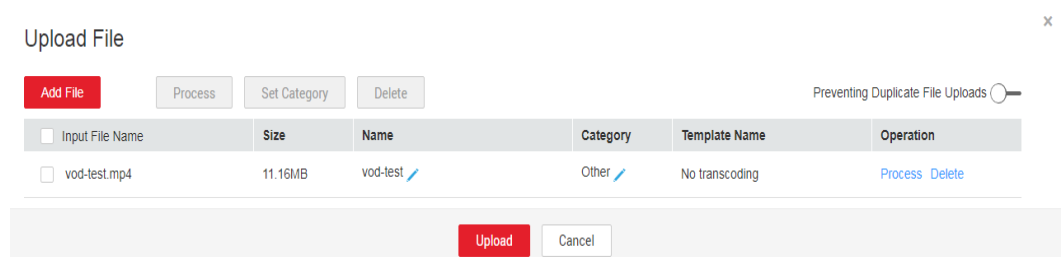 ×
Upload File
Add File Process Set Category Delete Preventing Duplicate File Uploads
Input File Name Size Name Category Template Name Operation
vod-test.mp4 11.16MB vod-test Other No transcoding Process Delete
Upload Cancel